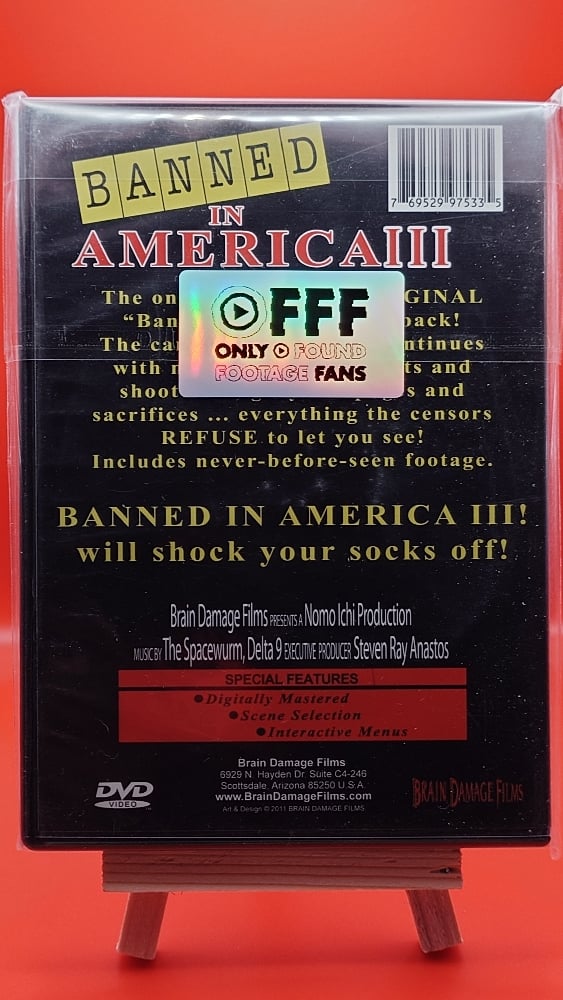 BANNED
IN
AMERICA III
7 69529 97533 5
The on GINAL
“Ban back!
The ca ntinues
with ts and
shoot s and
sacrifices ... everything the censors
REFUSE to let you see!
Includes never-before-seen footage.
FFF
ONLY FOUND
FOOTAGE FANS
BANNED IN AMERICA III!
will shock your socks off!
Brain Damage Films PRESENTS A Nomo Ichi Production
MUSIC BY The Spacewurm, Delta 9 EXECUTIVE PRODUCER Steven Ray Anastos
SPECIAL FEATURES
●Digitally Mastered
●Scene Selection
●Interactive Menus
Brain Damage Films
6929 N. Hayden Dr. Suite C4-246
Scottsdale, Arizona 85250 U.S.A.
www.BrainDamageFilms.com
Art & Design © 2011 BRAIN DAMAGE FILMS
DVD
VIDEO
BRAIN DAMAGE FILMS